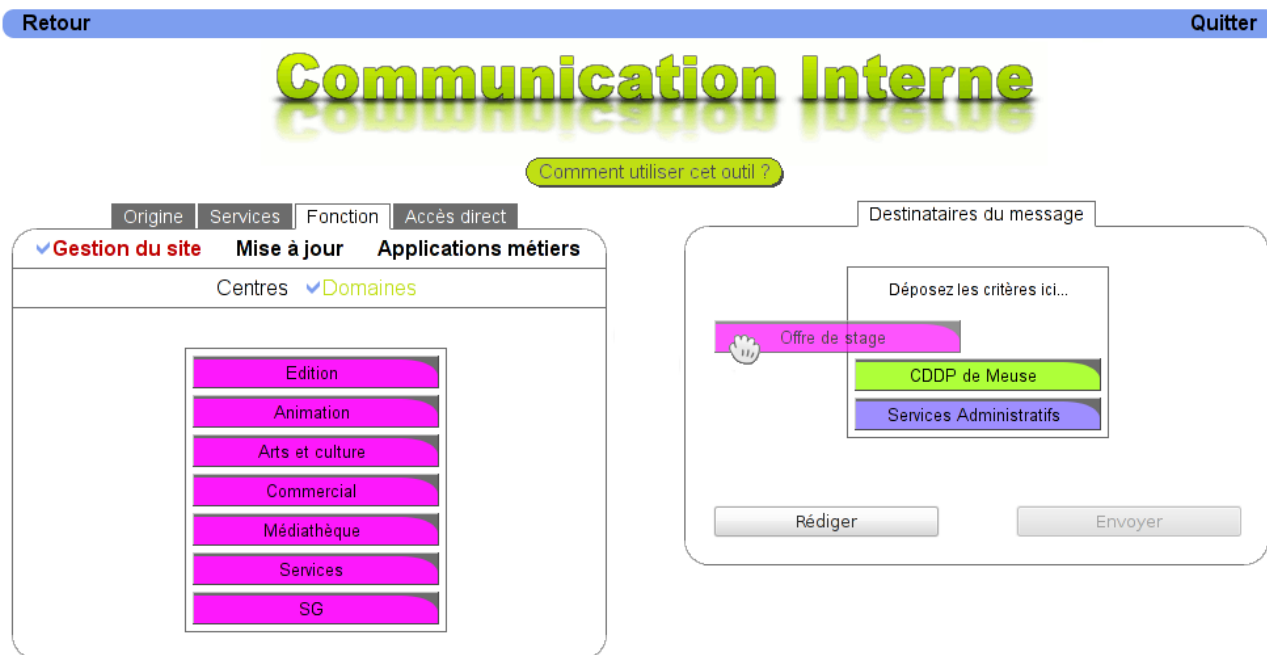 Retour Quitter
Communication Interne
Comment utiliser cet outil ?
Origine Services Fonction Accès direct
Gestion du site Mise à jour Applications métiers
Centres Domaines
Edition
Animation
Arts et culture
Commercial
Médiathèque
Services
SG
Destinataires du message
Déposez les critères ici...
Offre de stage
CDDP de Meuse
Services Administratifs
Rédiger Envoyer